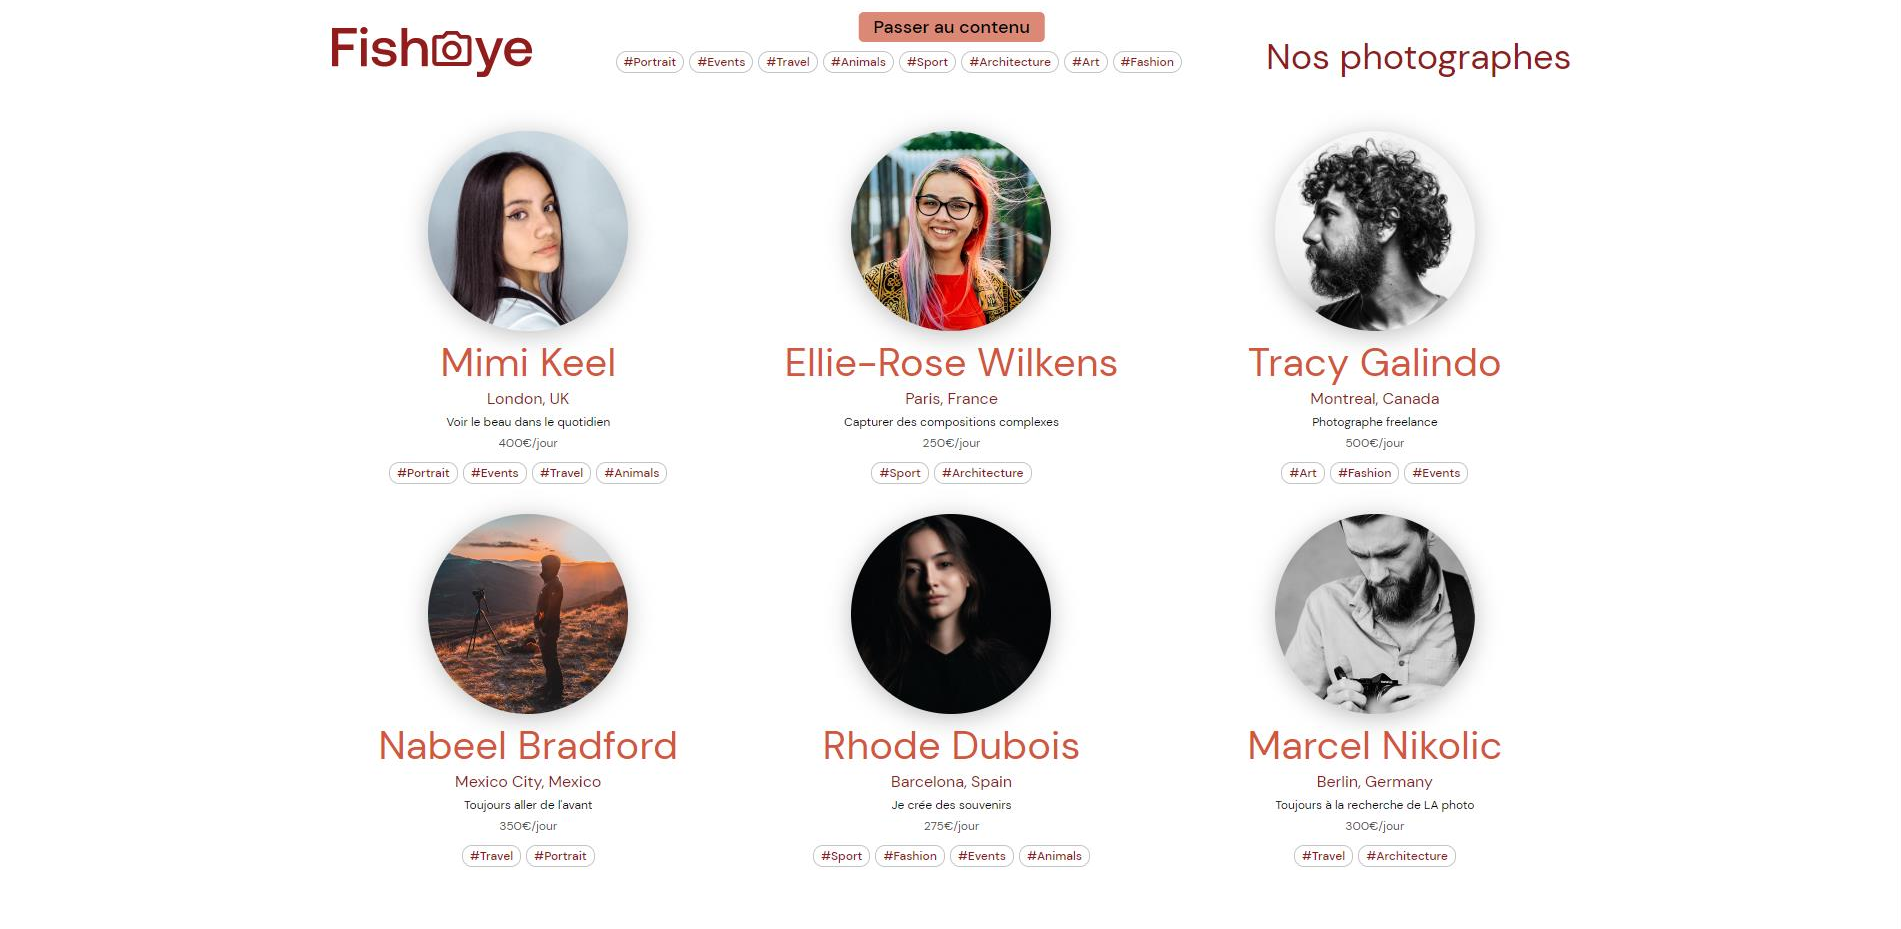 Fisheye
Passer au contenu
#Portrait #Events #Travel #Animals #Sport #Architecture #Art #Fashion
Nos photographes
Mimi Keel
London, UK
Voir le beau dans le quotidien
400€/jour
#Portrait #Events #Travel #Animals
Ellie-Rose Wilkens
Paris, France
Capturer des compositions complexes
250€/jour
#Sport #Architecture
Tracy Galindo
Montreal, Canada
Photographe freelance
500€/jour
#Art #Fashion #Events
Nabeel Bradford
Mexico City, Mexico
Toujours aller de l'avant
350€/jour
#Travel #Portrait
Rhode Dubois
Barcelona, Spain
Je crée des souvenirs
275€/jour
#Sport #Fashion #Events #Animals
Marcel Nikolic
Berlin, Germany
Toujours à la recherche de LA photo
300€/jour
#Travel #Architecture